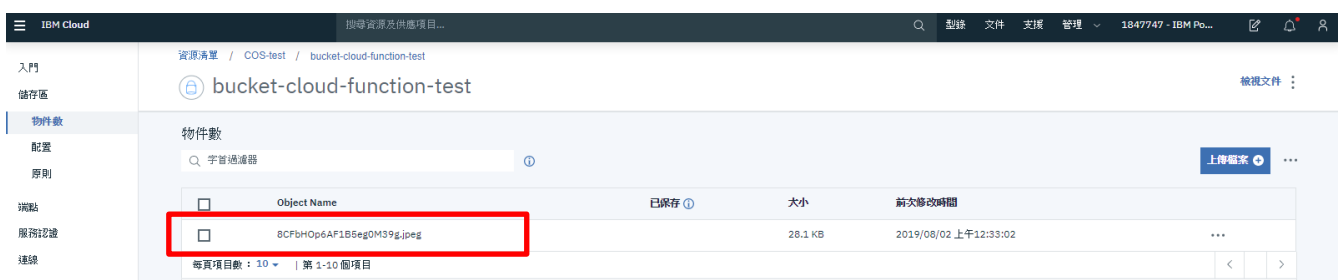 IBM Cloud
搜尋資源及供應項目...
型錄 文件 支援 管理 1847747 - IBM Po...
資源清單 / COS-test / bucket-cloud-function-test
入門
bucket-cloud-function-test
檢視文件
儲存區
物件數
物件數
配置
字首過濾器
上傳檔案
原則
端點
Object Name 已保存 大小 前次修改時間
服務認證
8CFbHOp6AF1B5eg0M39g.jpeg 28.1 KB 2019/08/02 上午12:33:02
連線
每頁項目數：10 | 第 1-10 個項目